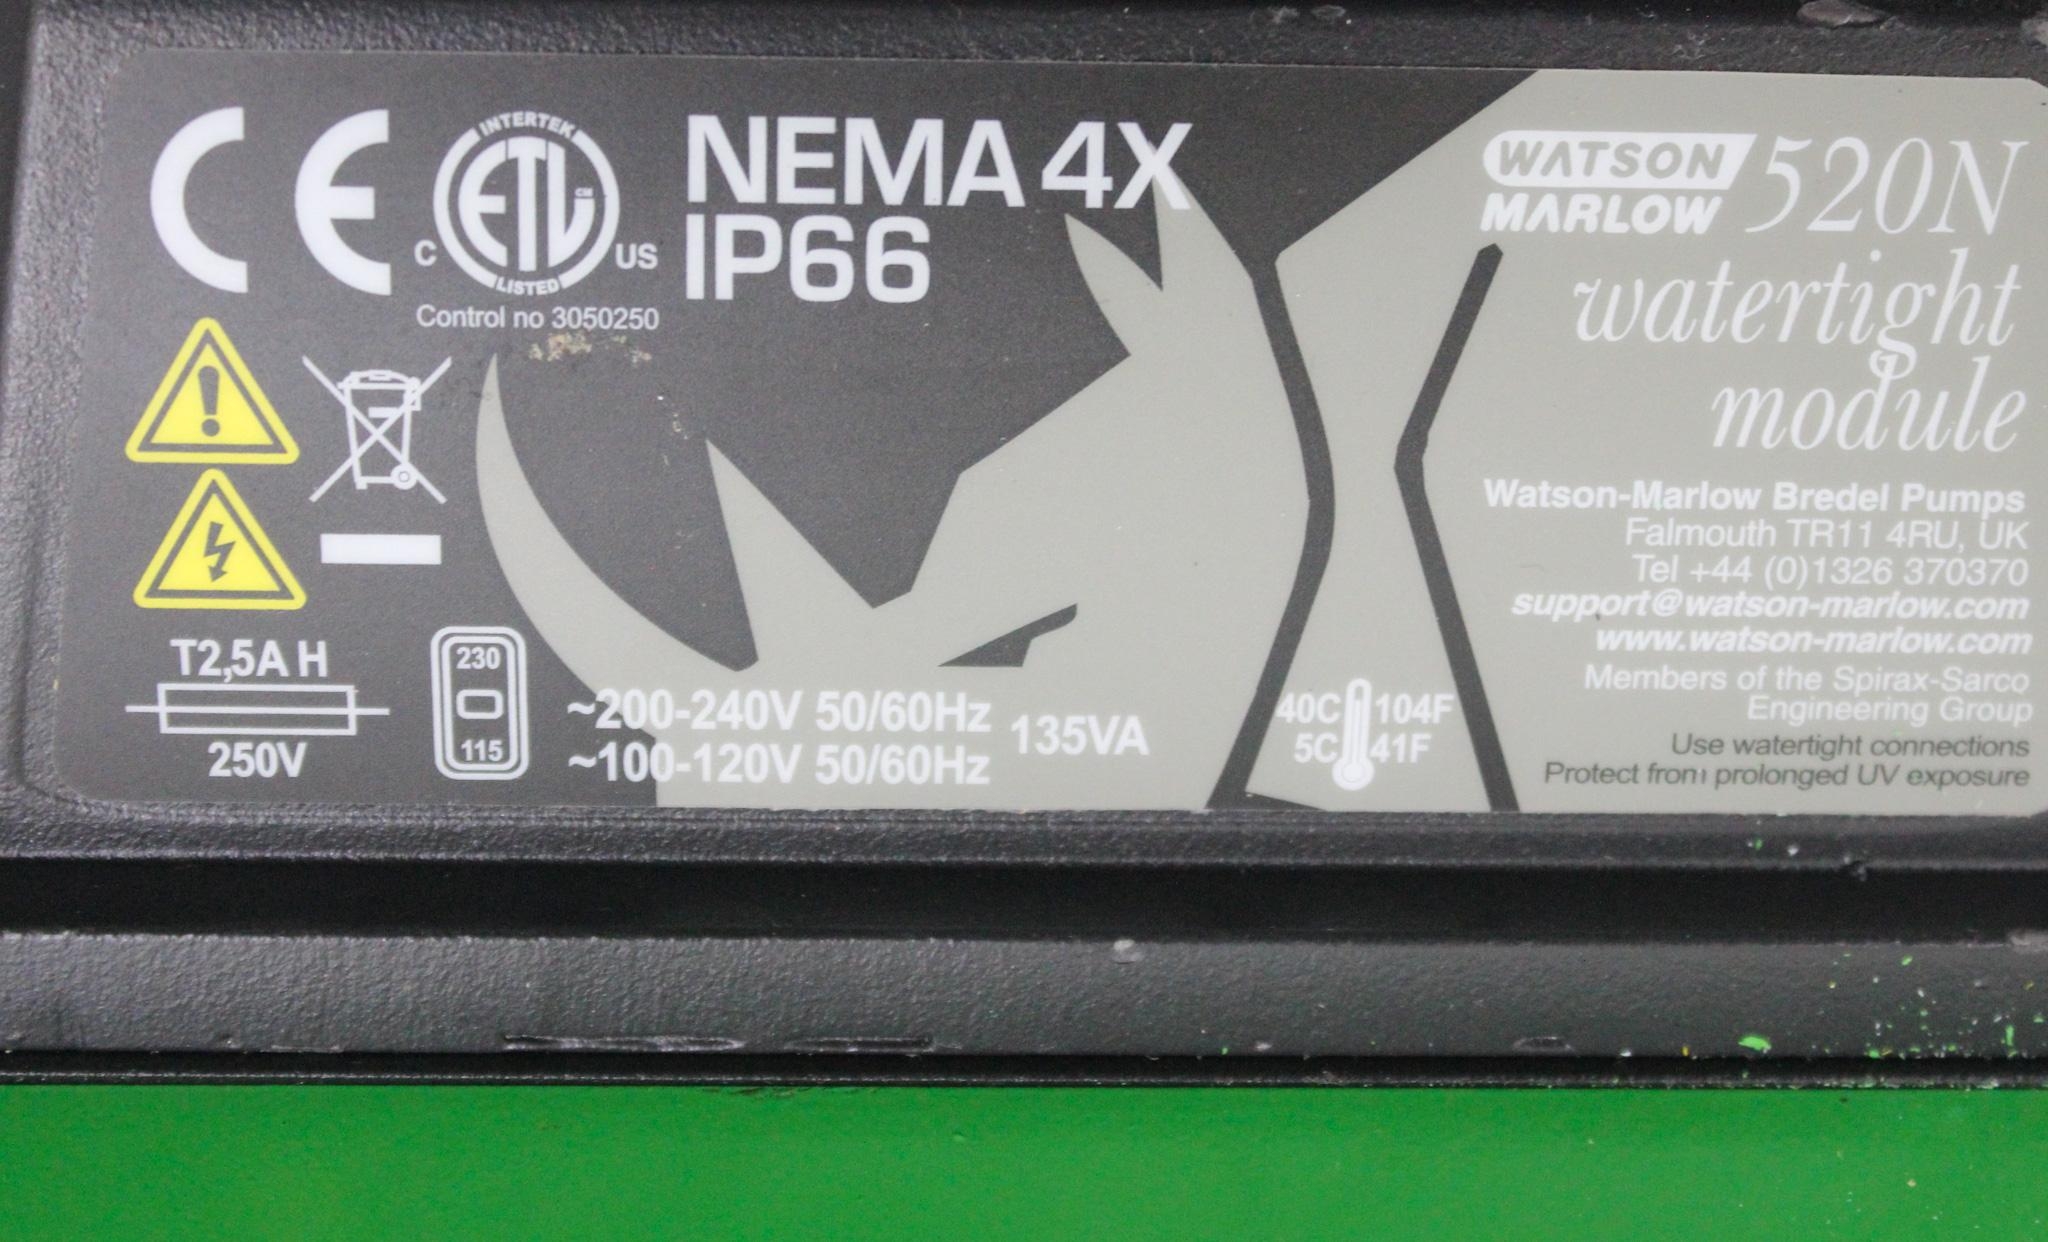 CE
INTERTEK
ETL CM
C US
LISTED
Control no 3050250
NEMA 4X
IP66
T2,5A H
250V
230
115
~200-240V 50/60Hz
~100-120V 50/60Hz
135VA
40C 104F
5C 41F
WATSON
MARLOW
520N
watertight
module
Watson-Marlow Bredel Pumps
Falmouth TR11 4RU, UK
Tel +44 (0)1326 370370
support@watson-marlow.com
www.watson-marlow.com
Members of the Spirax-Sarco
Engineering Group
Use watertight connections
Protect from prolonged UV exposure